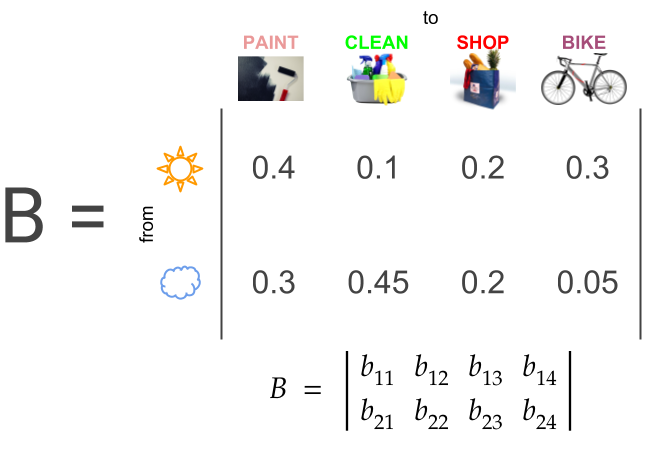 to
PAINT CLEAN SHOP BIKE
B = from
0.4 0.1 0.2 0.3
0.3 0.45 0.2 0.05
B = | b11 b12 b13 b14 |
| b21 b22 b23 b24 |